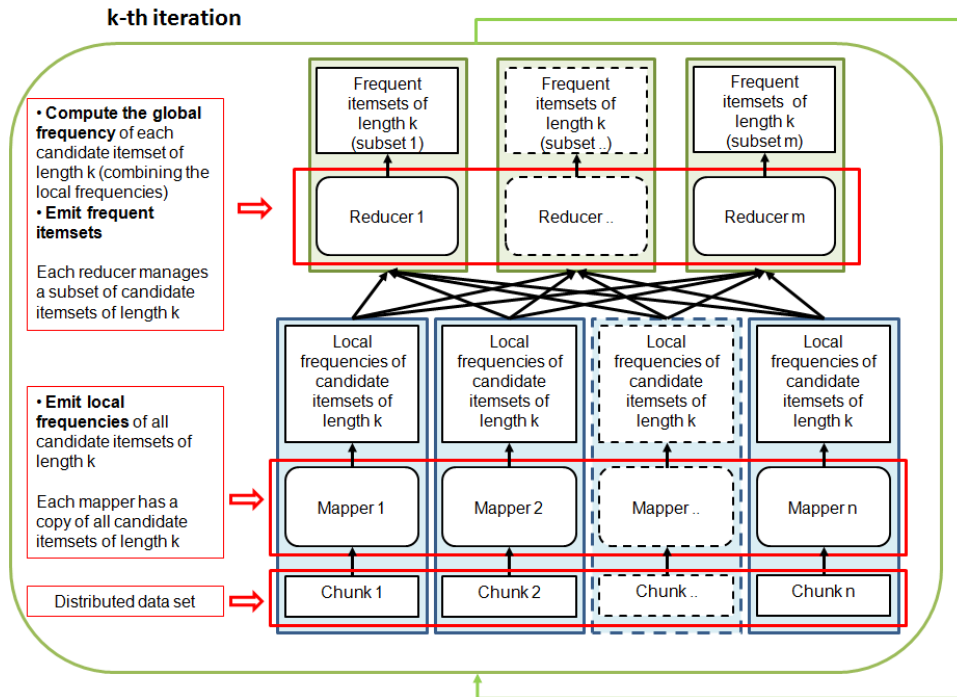 k-th iteration
• Compute the global
frequency of each
candidate itemset of
length k (combining the
local frequencies)
• Emit frequent
itemsets
Each reducer manages
a subset of candidate
itemsets of length k
Frequent
itemsets of
length k
(subset 1)
Frequent
itemsets of
length k
(subset ..)
Frequent
itemsets of
length k
(subset m)
Reducer 1
Reducer ..
Reducer m
Local
frequencies of
candidate
itemsets of
length k
Local
frequencies of
candidate
itemsets of
length k
Local
frequencies of
candidate
itemsets of
length k
Local
frequencies of
candidate
itemsets of
length k
• Emit local
frequencies of all
candidate itemsets of
length k
Each mapper has a
copy of all candidate
itemsets of length k
Mapper 1
Mapper 2
Mapper ..
Mapper n
Distributed data set
Chunk 1
Chunk 2
Chunk ..
Chunk n